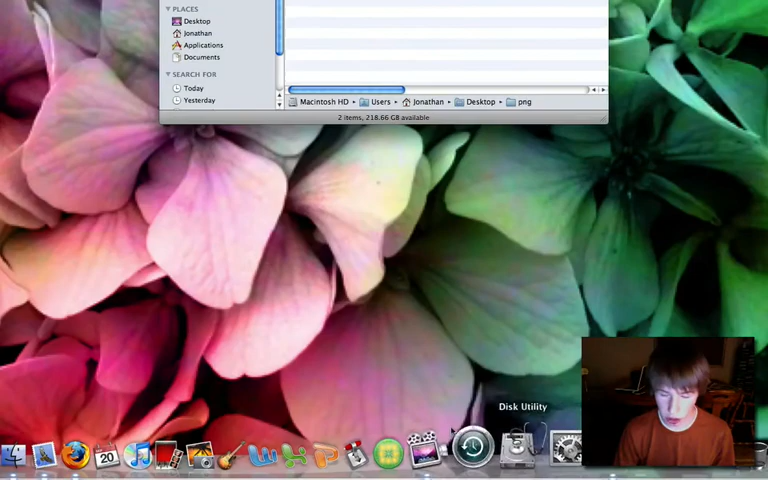 PLACES
Desktop
Jonathan
Applications
Documents
SEARCH FOR
Today
Yesterday
Macintosh HD Users Jonathan Desktop png
2 items, 218.66 GB available
Disk Utility
20